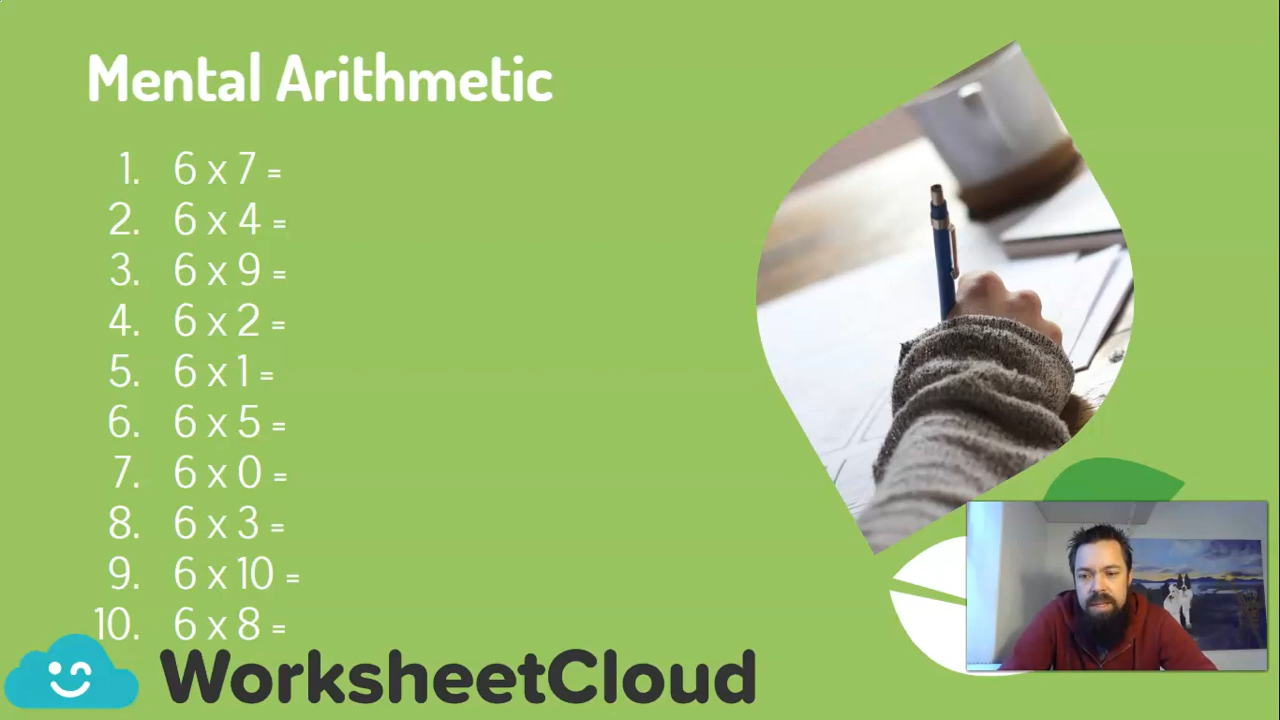 Mental Arithmetic
1. 6 x 7 =
2. 6 x 4 =
3. 6 x 9 =
4. 6 x 2 =
5. 6 x 1 =
6. 6 x 5 =
7. 6 x 0 =
8. 6 x 3 =
9. 6 x 10 =
10. 6 x 8 =
WorksheetCloud